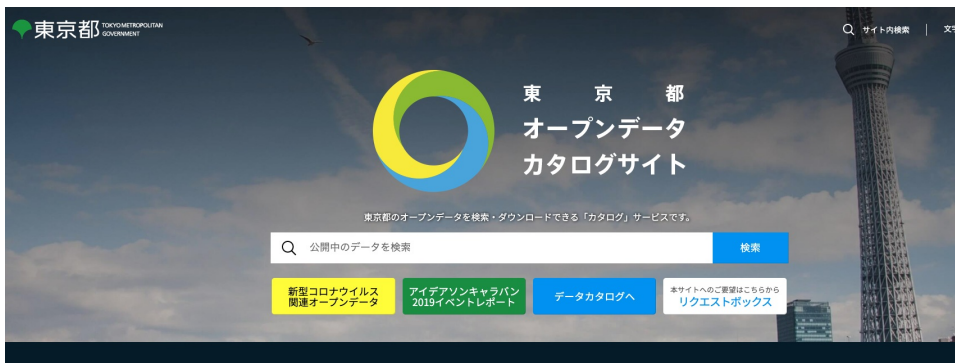 東京都 TOKYO METROPOLITAN
GOVERNMENT
サイト内検索 | 文字
東京都
オープンデータ
カタログサイト
東京都のオープンデータを検索・ダウンロードできる「カタログ」サービスです。
公開中のデータを検索
検索
新型コロナウイルス
関連オープンデータ
アイデアソンキャラバン
2019イベントレポート
データカタログへ
本サイトへのご要望はこちらから
リクエストボックス